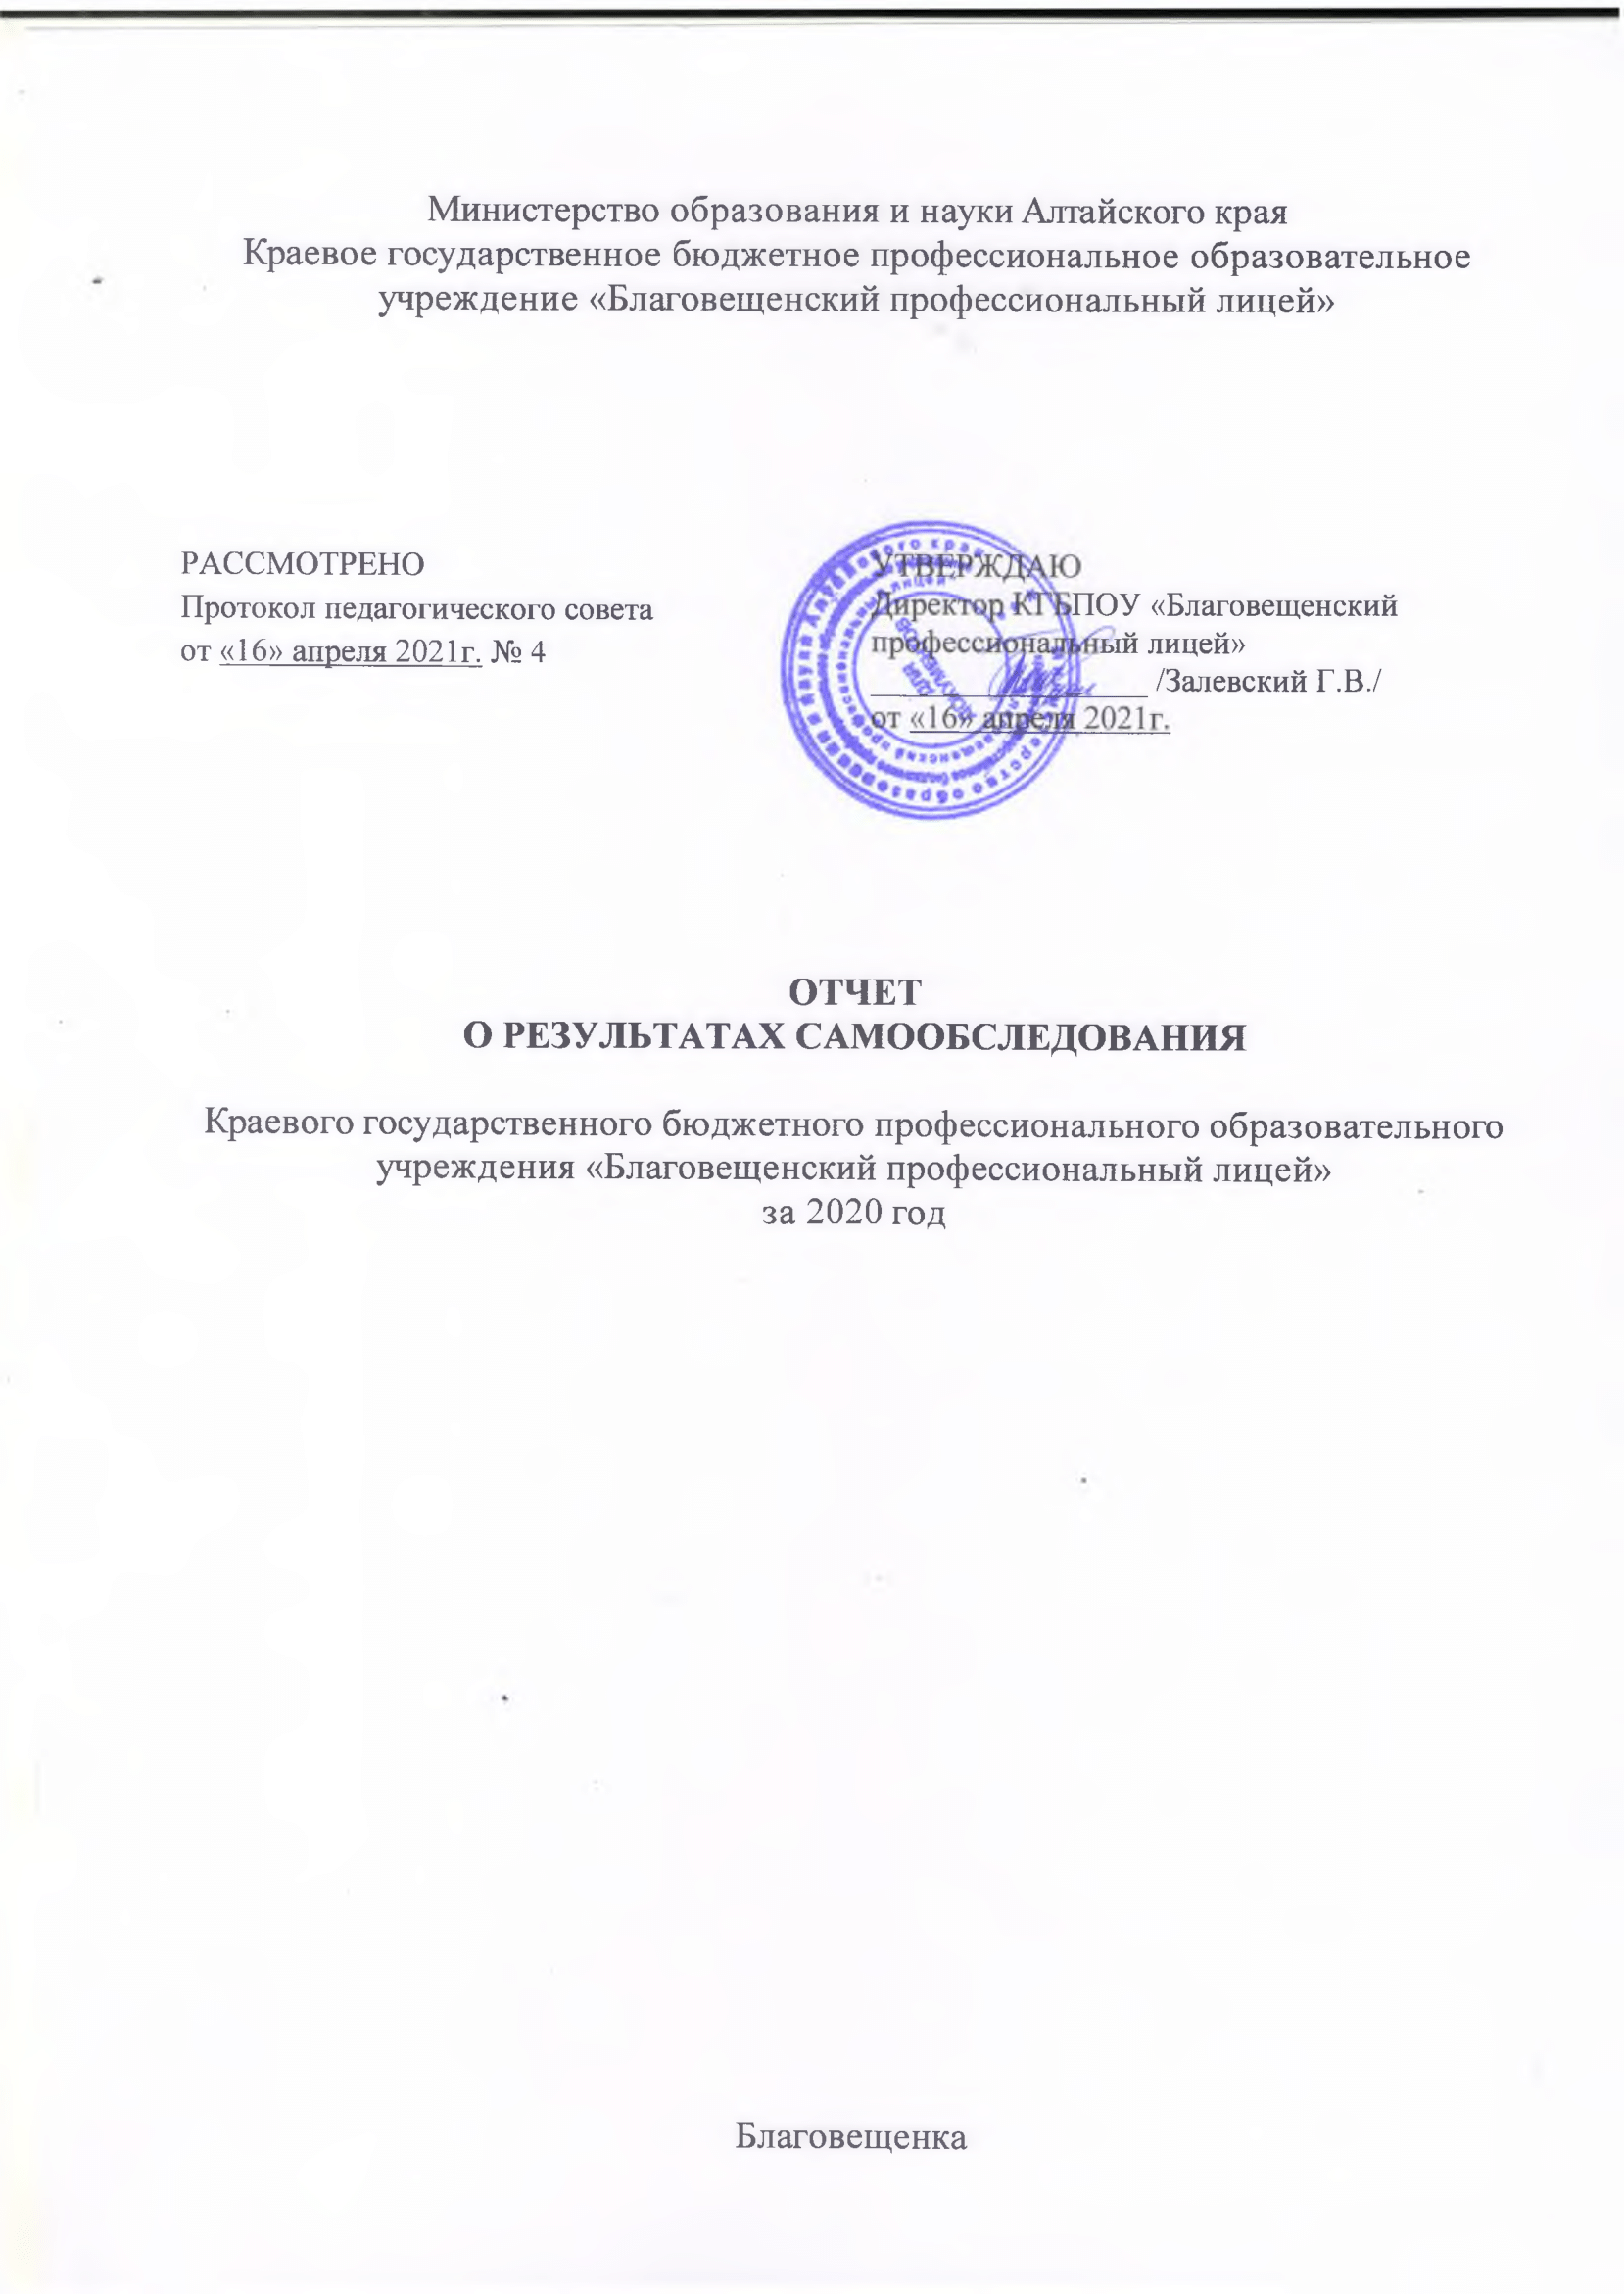 Министерство образования и науки Алтайского края
Краевое государственное бюджетное профессиональное образовательное
учреждение «Благовещенский профессиональный лицей»
РАССМОТРЕНО
Протокол педагогического совета
от «16» апреля 2021г. № 4
УТВЕРЖДАЮ
Директор КГБПОУ «Благовещенский
профессиональный лицей»
/Залевский Г.В./
от «16» апреля 2021г.
ОТЧЕТ
О РЕЗУЛЬТАТАХ САМООБСЛЕДОВАНИЯ
Краевого государственного бюджетного профессионального образовательного
учреждения «Благовещенский профессиональный лицей»
за 2020 год
Благовещенка